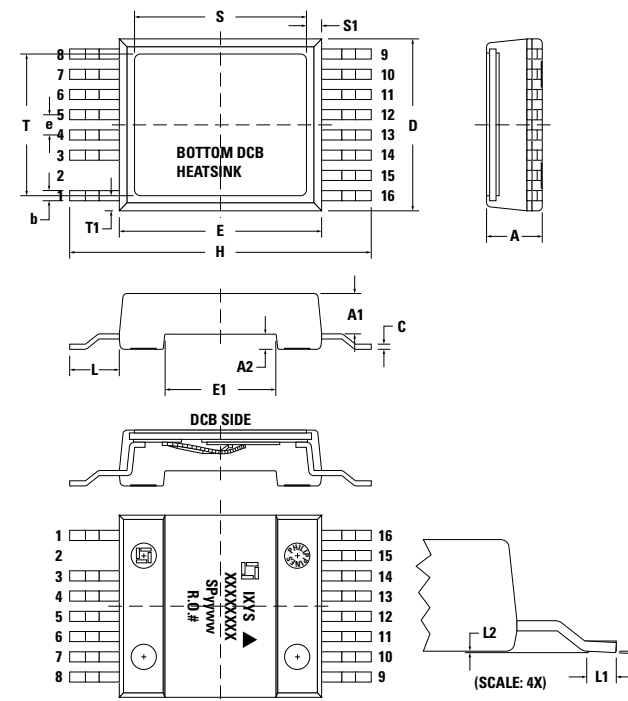 S
S1
8
7
6
5
4
3
2
1
T
e
b
BOTTOM DCB
HEATSINK
9
10
11
12
13
14
15
16
D
T1
E
H
A
A1
C
L
A2
E1
DCB SIDE
1
2
3
4
5
6
7
8
PHILIPPINES
IXYS
XXXXXXXX
SPyyww
R.O.#
16
15
14
13
12
11
10
9
L2
L1
(SCALE: 4X)